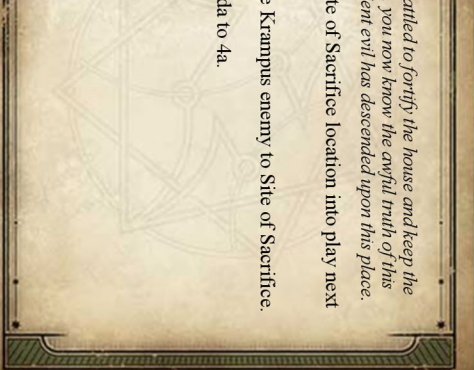 attled to fortify the house and keep the
you now know the awful truth of this
ent evil has descended upon this place.
te of Sacrifice location into play next
e Krampus enemy to Site of Sacrifice.
da to 4a.